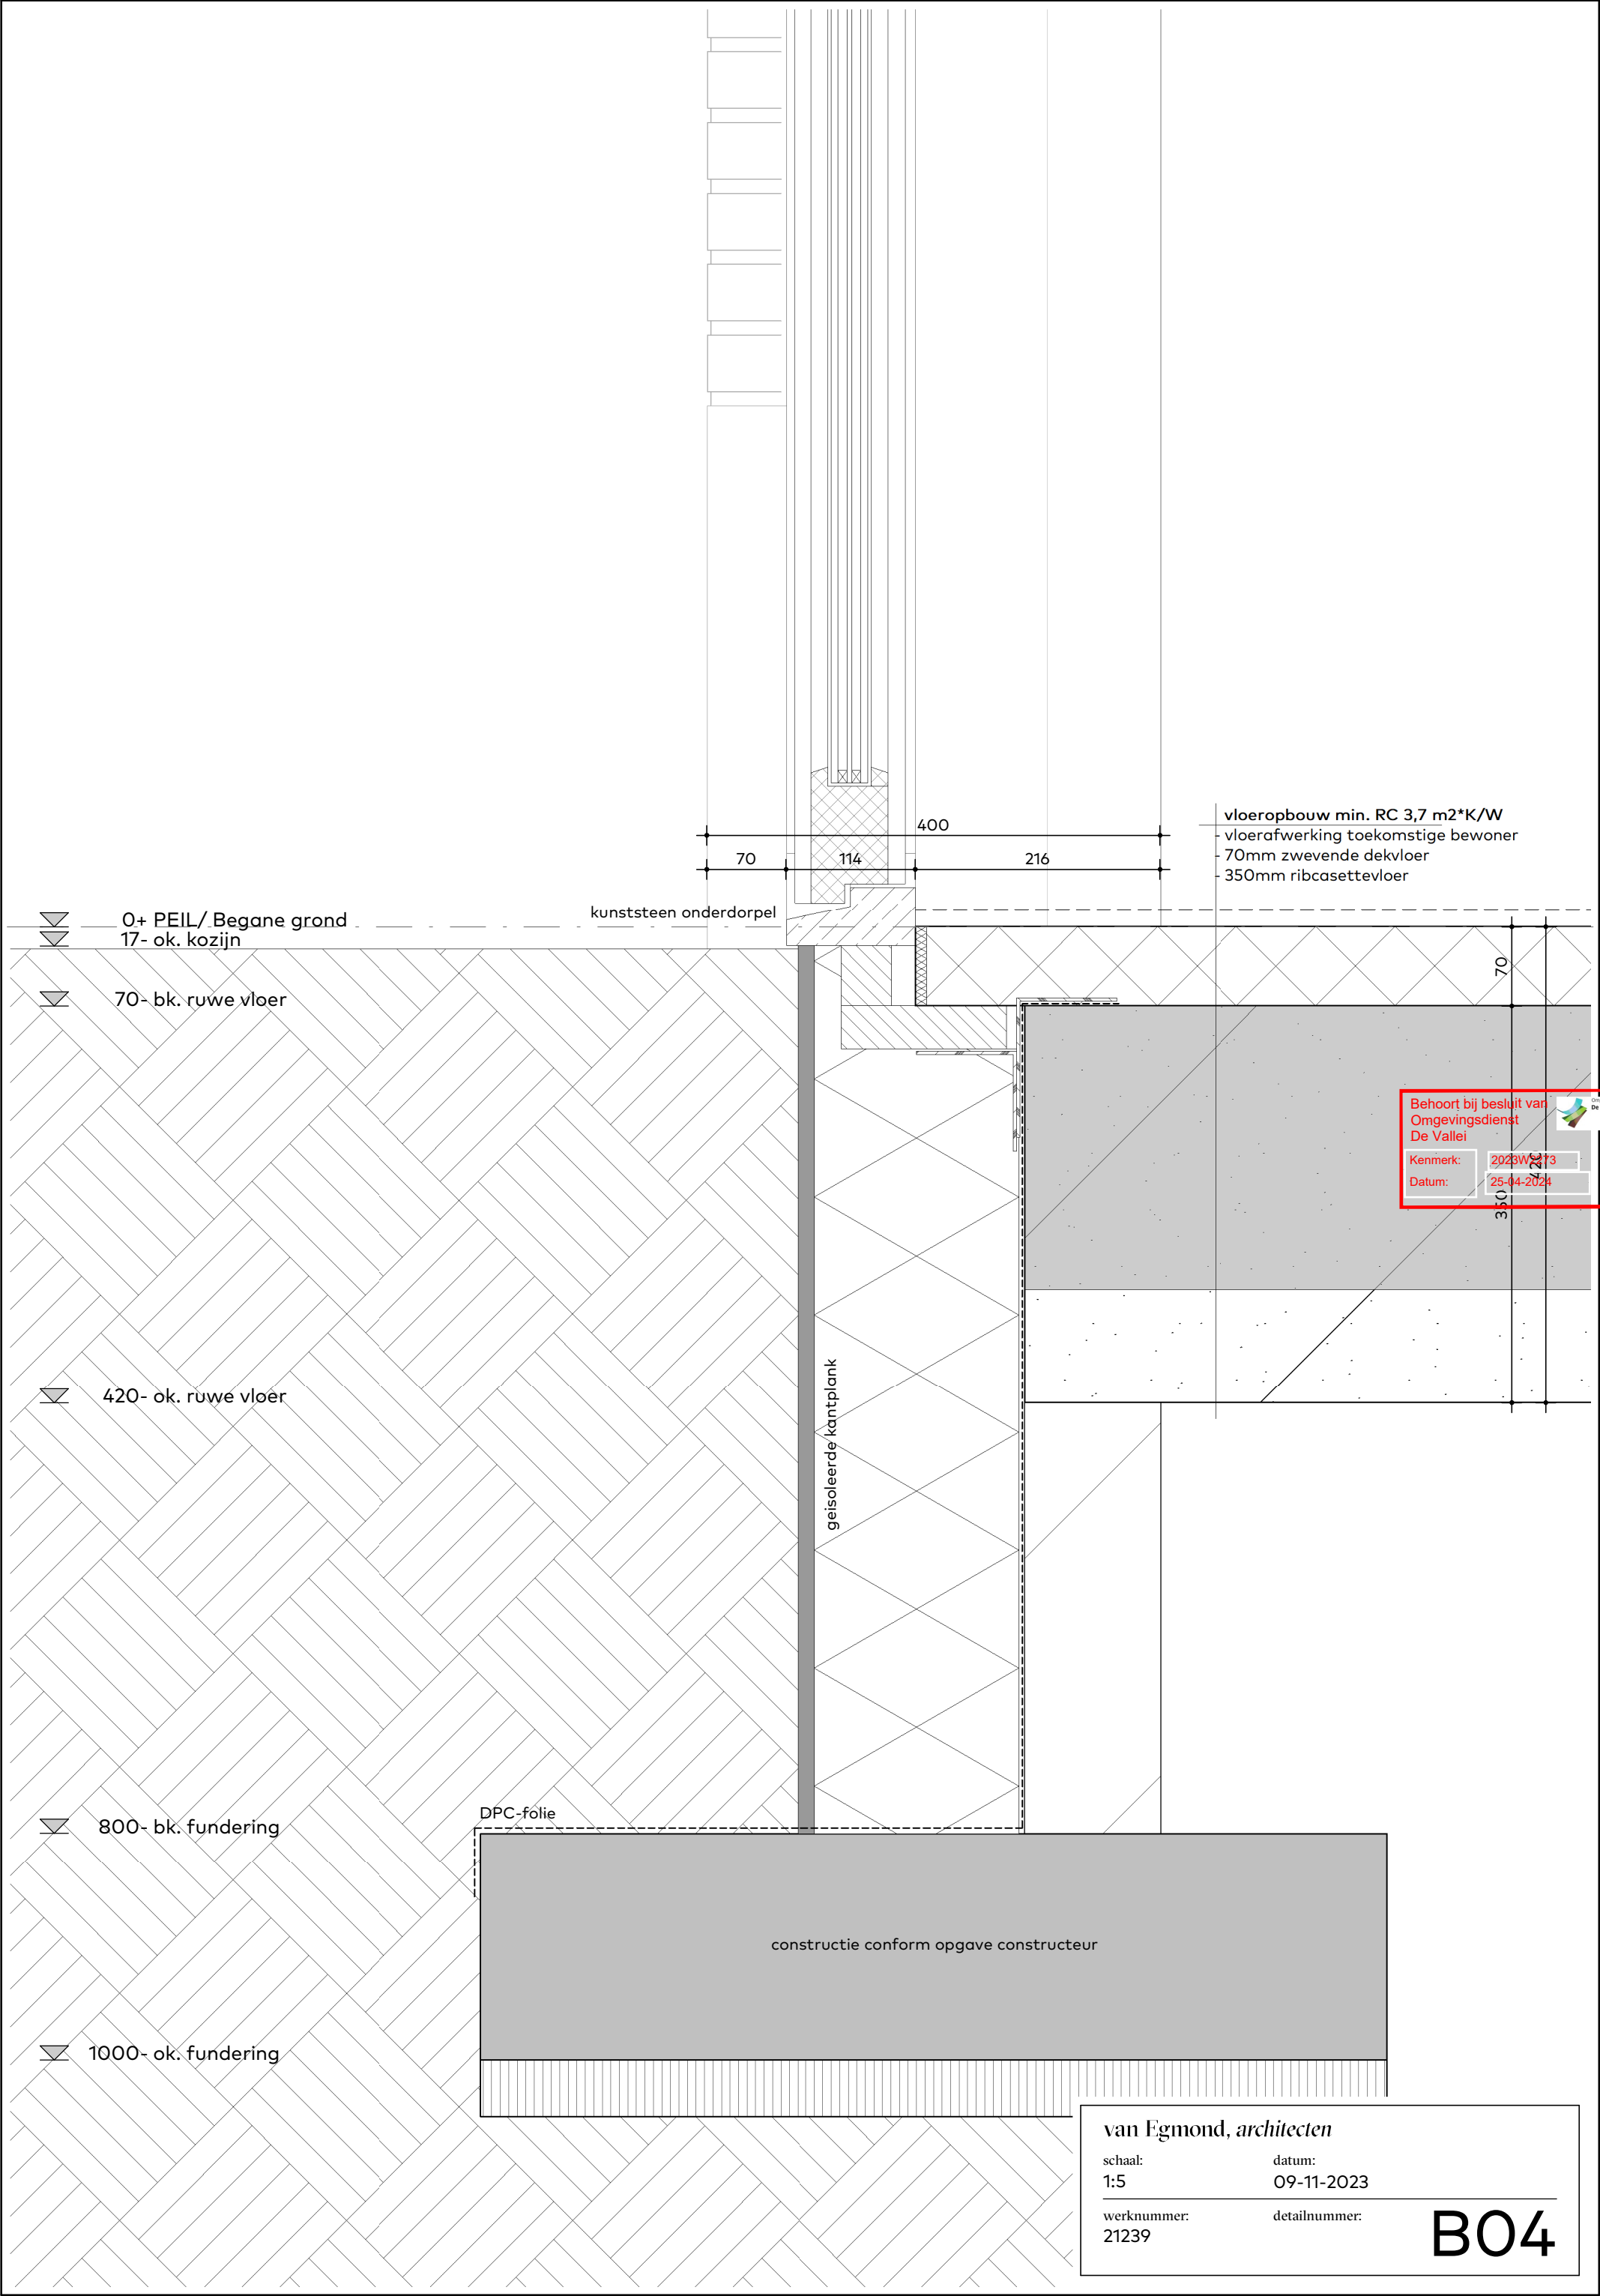 400
70
114
216
vloeropbouw min. RC 3,7 m2*K/W
- vloerafwerking toekomstige bewoner
- 70mm zwevende dekvloer
- 350mm ribcasettevloer
kunststeen onderdorpel
0+ PEIL/ Begane grond
17- ok. kozijn
70- bk. ruwe vloer
70
Behoort bij besluit van
Omgevingsdienst
De Vallei
Kenmerk:
Datum: 25-04-2024
420
350
420- ok. ruwe vloer
geisoleerde kantplank
DPC-folie
800- bk. fundering
constructie conform opgave constructeur
1000- ok. fundering
van Egmond, architecten
schaal: datum:
1:5 09-11-2023
werknummer: detailnummer:
21239 B04